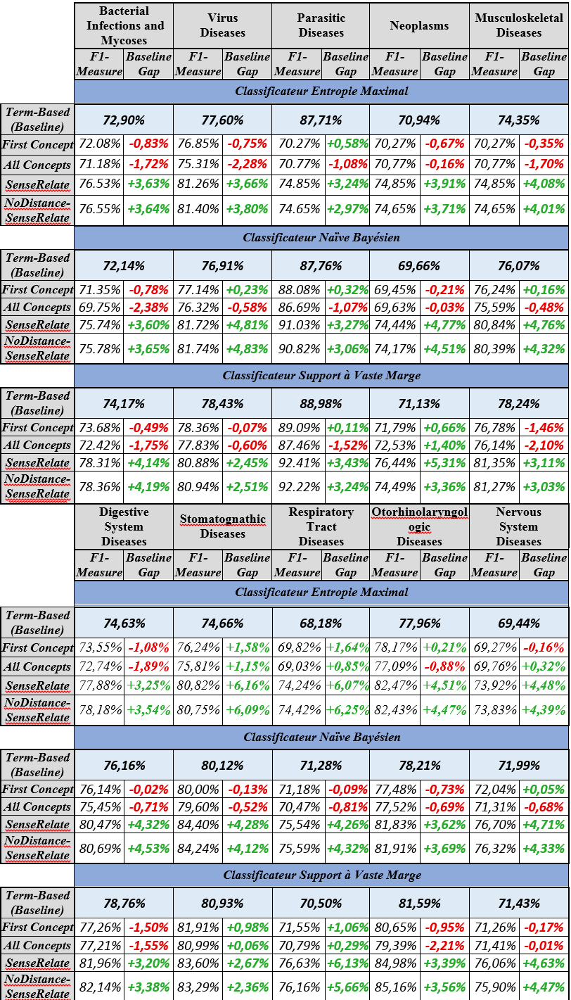 Bacterial Infections and Mycoses Virus Diseases Parasitic Diseases Neoplasms Musculoskeletal Diseases
F1-Measure Baseline Gap F1-Measure Baseline Gap F1-Measure Baseline Gap F1-Measure Baseline Gap F1-Measure Baseline Gap
Classificateur Entropie Maximal
Term-Based (Baseline) 72,90% 77,60% 87,71% 70,94% 74,35%
First Concept 72.08% -0,83% 76.85% -0,75% 70.27% +0,58% 70,27% -0,67% 70,27% -0,35%
All Concepts 71.18% -1,72% 75.31% -2,28% 70.77% -1,08% 70,77% -0,16% 70,77% -1,70%
SenseRelate 76.53% +3,63% 81.26% +3,66% 74.85% +3,24% 74,85% +3,91% 74,85% +4,08%
NoDistance-SenseRelate 76.55% +3,64% 81.40% +3,80% 74.65% +2,97% 74,65% +3,71% 74,65% +4,01%
Classificateur Naïve Bayésien
Term-Based (Baseline) 72,14% 76,91% 87,76% 69,66% 76,07%
First Concept 71.35% -0,78% 77.14% +0,23% 88.08% +0,32% 69,45% -0,21% 76,24% +0,16%
All Concepts 69.75% -2,38% 76.32% -0,58% 86.69% -1,07% 69,63% -0,03% 75,59% -0,48%
SenseRelate 75.74% +3,60% 81.72% +4,81% 91.03% +3,27% 74,44% +4,77% 80,84% +4,76%
NoDistance-SenseRelate 75.78% +3,65% 81.74% +4,83% 90.82% +3,06% 74,17% +4,51% 80,39% +4,32%
Classificateur Support à Vaste Marge
Term-Based (Baseline) 74,17% 78,43% 88,98% 71,13% 78,24%
First Concept 73.68% -0,49% 78.36% -0,07% 89.09% +0,11% 71,79% +0,66% 76,78% -1,46%
All Concepts 72.42% -1,75% 77.83% -0,60% 87.46% -1,52% 72,53% +1,40% 76,14% -2,10%
SenseRelate 78.31% +4,14% 80.88% +2,45% 92.41% +3,43% 76,44% +5,31% 81,35% +3,11%
NoDistance-SenseRelate 78.36% +4,19% 80.94% +2,51% 92.22% +3,24% 74,49% +3,36% 81,27% +3,03%
Digestive System Diseases Stomatognathic Diseases Respiratory Tract Diseases Otorhinolaryngologic Diseases Nervous System Diseases
F1-Measure Baseline Gap F1-Measure Baseline Gap F1-Measure Baseline Gap F1-Measure Baseline Gap F1-Measure Baseline Gap
Classificateur Entropie Maximal
Term-Based (Baseline) 74,63% 74,66% 68,18% 77,96% 69,44%
First Concept 73,55% -1,08% 76,24% +1,58% 69,82% +1,64% 78,17% +0,21% 69,27% -0,16%
All Concepts 72,74% -1,89% 75,81% +1,15% 69,03% +0,85% 77,09% -0,88% 69,76% +0,32%
SenseRelate 77,88% +3,25% 80,82% +6,16% 74,24% +6,07% 82,47% +4,51% 73,92% +4,48%
NoDistance-SenseRelate 78,18% +3,54% 80,75% +6,09% 74,42% +6,25% 82,43% +4,47% 73,83% +4,39%
Classificateur Naïve Bayésien
Term-Based (Baseline) 76,16% 80,12% 71,28% 78,21% 71,99%
First Concept 76,14% -0,02% 80,00% -0,13% 71,18% -0,09% 77,48% -0,73% 72,04% +0,05%
All Concepts 75,45% -0,71% 79,60% -0,52% 70,47% -0,81% 77,52% -0,69% 71,31% -0,68%
SenseRelate 80,47% +4,32% 84,40% +4,28% 75,54% +4,26% 81,83% +3,62% 76,70% +4,71%
NoDistance-SenseRelate 80,69% +4,53% 84,24% +4,12% 75,59% +4,32% 81,91% +3,69% 76,32% +4,33%
Classificateur Support à Vaste Marge
Term-Based (Baseline) 78,76% 80,93% 70,50% 81,59% 71,43%
First Concept 77,26% -1,50% 81,91% +0,98% 71,55% +1,06% 80,65% -0,95% 71,26% -0,17%
All Concepts 77,21% -1,55% 80,99% +0,06% 70,79% +0,29% 79,39% -2,21% 71,41% -0,01%
SenseRelate 81,96% +3,20% 83,60% +2,67% 76,63% +6,13% 84,98% +3,39% 76,06% +4,63%
NoDistance-SenseRelate 82,14% +3,38% 83,29% +2,36% 76,16% +5,66% 85,16% +3,56% 75,90% +4,47%